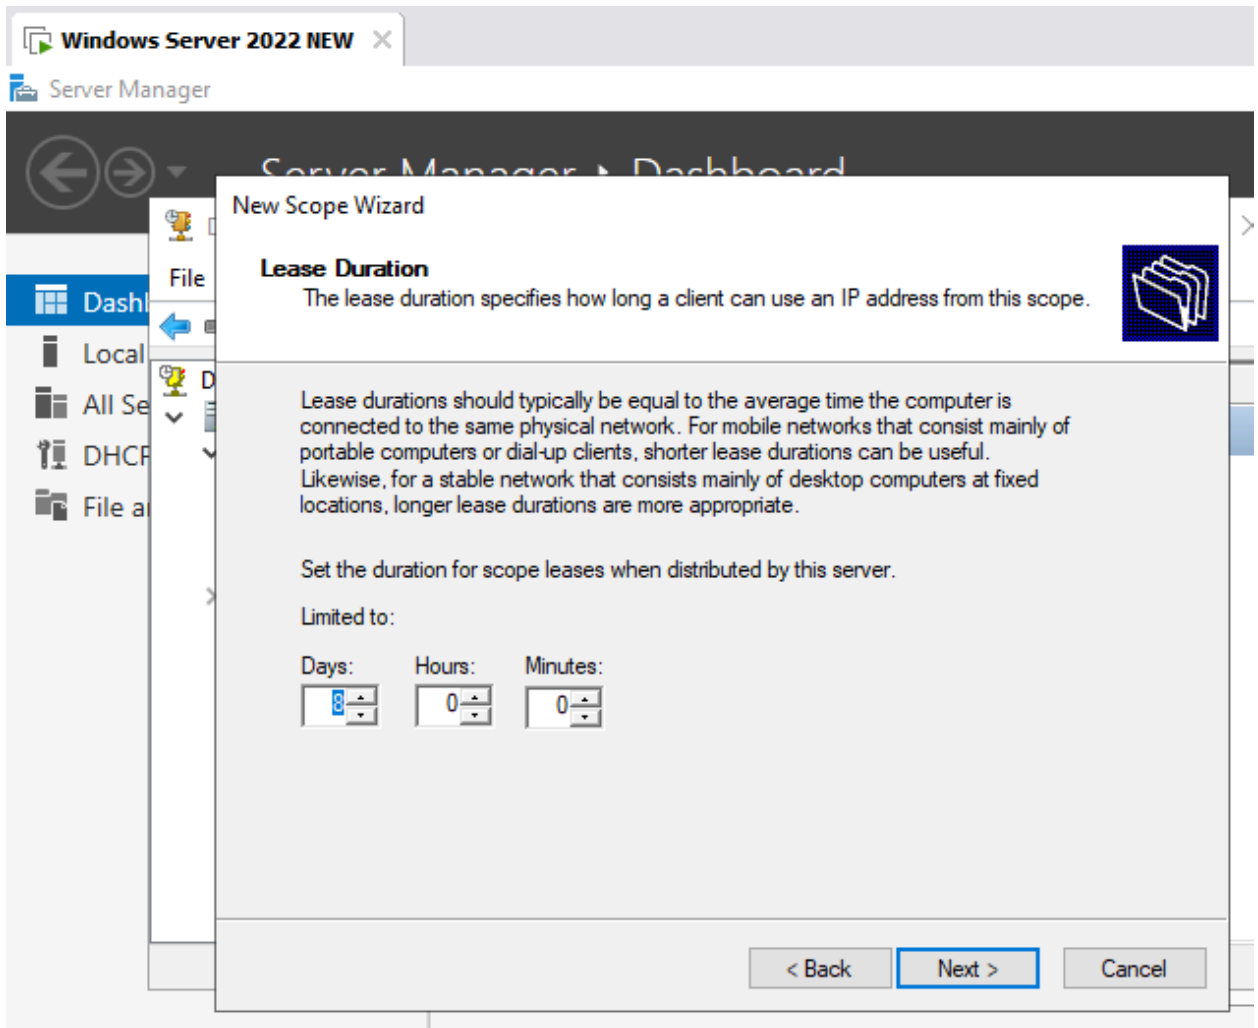 Windows Server 2022 NEW
Server Manager
Server Manager Dashboard
New Scope Wizard
File
Lease Duration
The lease duration specifies how long a client can use an IP address from this scope.
Dashl
Local
All Se
DHCP
File a
D
Lease durations should typically be equal to the average time the computer is
connected to the same physical network. For mobile networks that consist mainly of
portable computers or dial-up clients, shorter lease durations can be useful.
Likewise, for a stable network that consists mainly of desktop computers at fixed
locations, longer lease durations are more appropriate.
Set the duration for scope leases when distributed by this server.
Limited to:
Days: Hours: Minutes:
8 0 0
< Back Next > Cancel